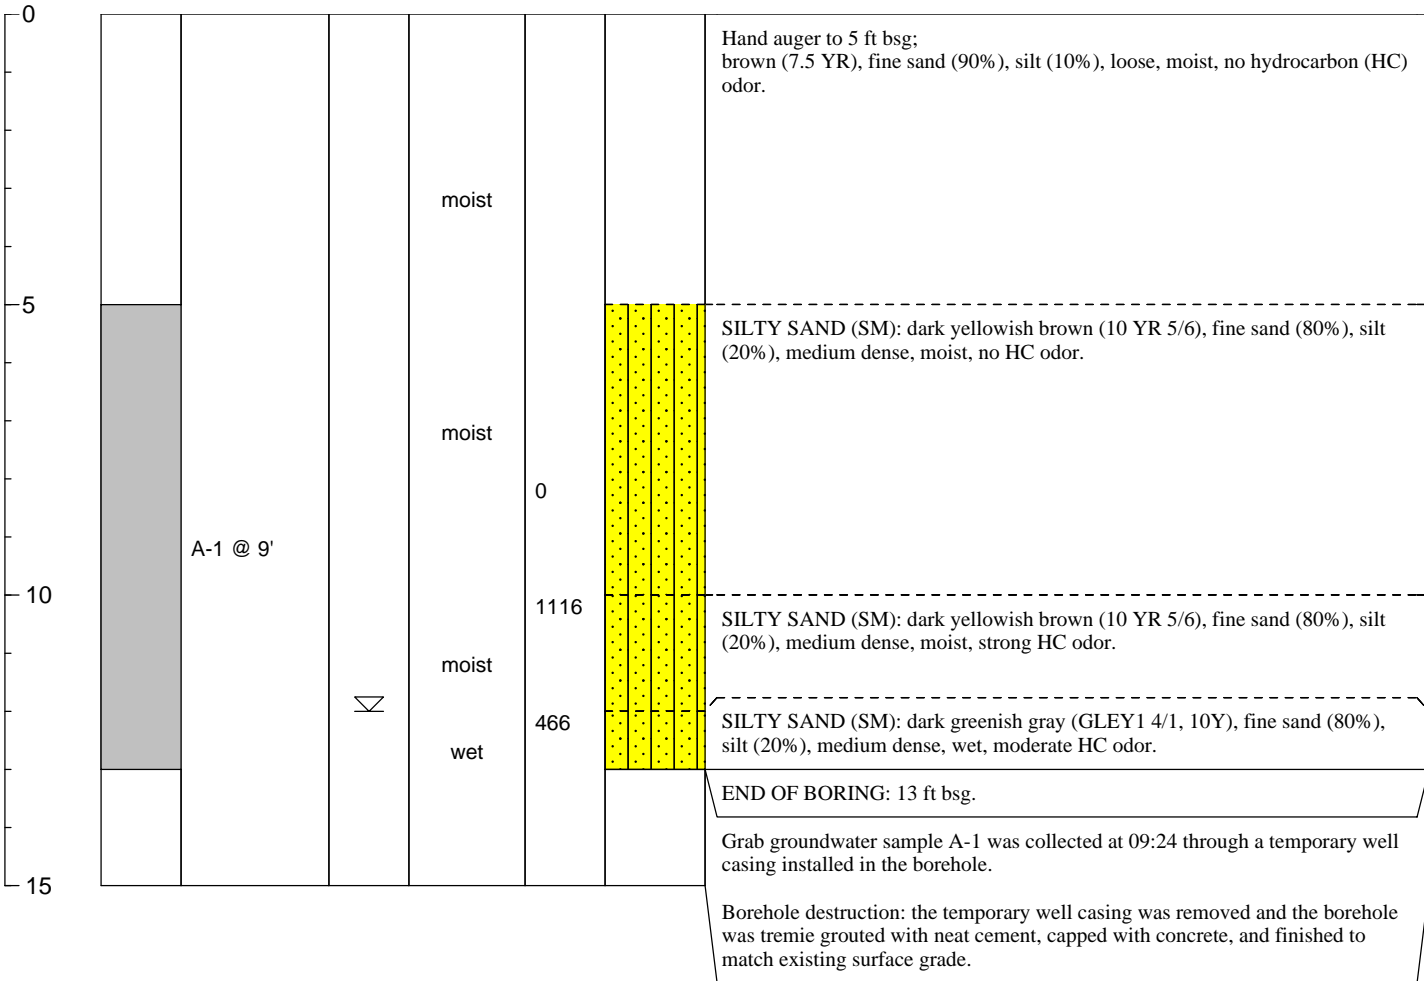 0
Hand auger to 5 ft bsg;
brown (7.5 YR), fine sand (90%), silt (10%), loose, moist, no hydrocarbon (HC)
odor.
moist
5
SILTY SAND (SM): dark yellowish brown (10 YR 5/6), fine sand (80%), silt
(20%), medium dense, moist, no HC odor.
moist
0
A-1 @ 9'
10
1116
SILTY SAND (SM): dark yellowish brown (10 YR 5/6), fine sand (80%), silt
(20%), medium dense, moist, strong HC odor.
moist
466
SILTY SAND (SM): dark greenish gray (GLEY1 4/1, 10Y), fine sand (80%),
silt (20%), medium dense, wet, moderate HC odor.
wet
END OF BORING: 13 ft bsg.
Grab groundwater sample A-1 was collected at 09:24 through a temporary well
casing installed in the borehole.
15
Borehole destruction: the temporary well casing was removed and the borehole
was tremie grouted with neat cement, capped with concrete, and finished to
match existing surface grade.